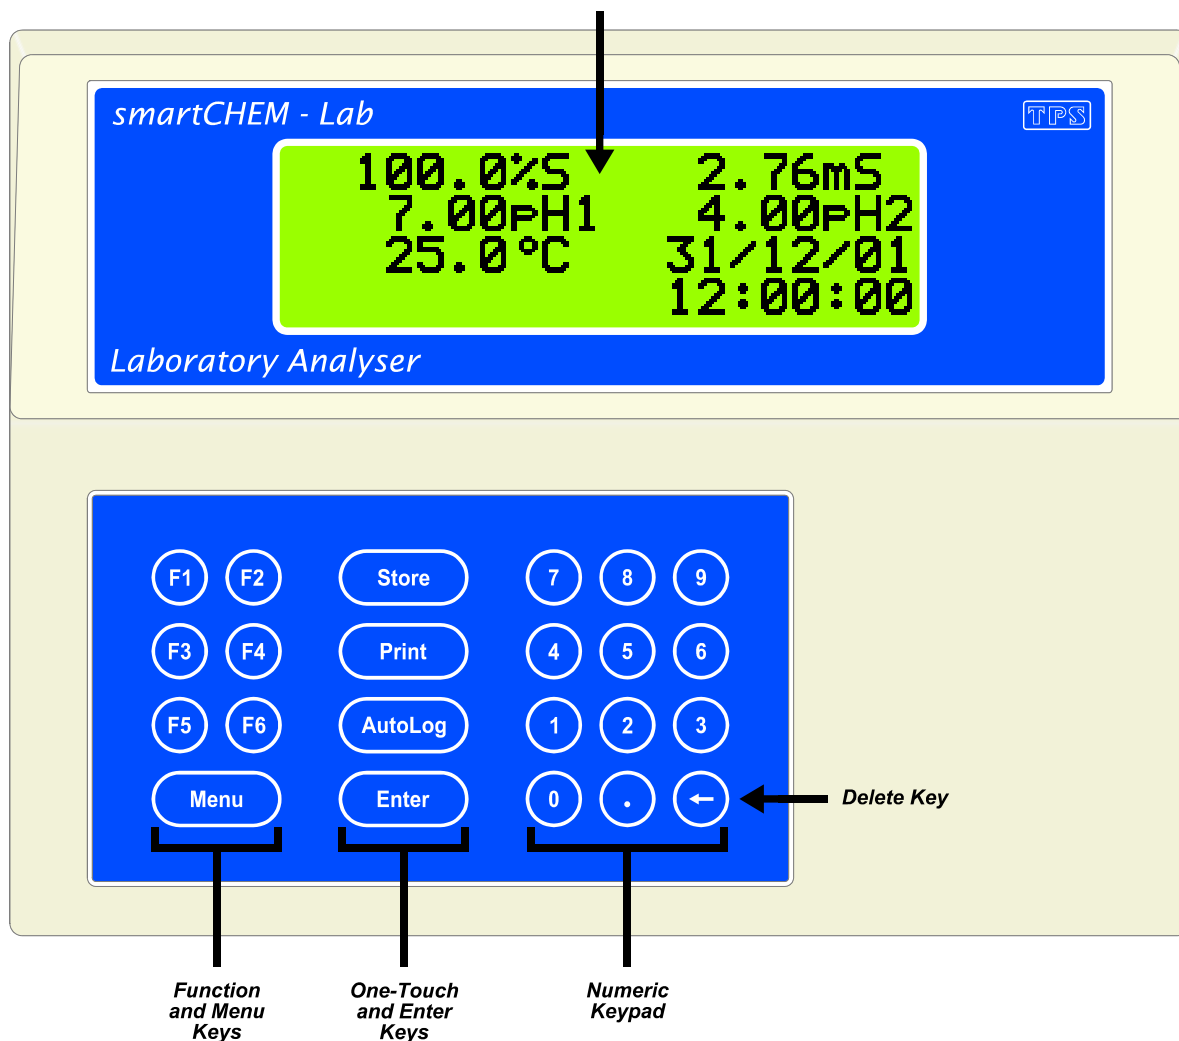 smartCHEM - Lab
TPS
100.0%S 2.76mS
7.00pH1 4.00pH2
25.0°C 31/12/01
12:00:00
Laboratory Analyser
F1 F2 Store 7 8 9
F3 F4 Print 4 5 6
F5 F6 AutoLog 1 2 3
Menu Enter 0 . ←
Delete Key
Function
and Menu
Keys
One-Touch
and Enter
Keys
Numeric
Keypad